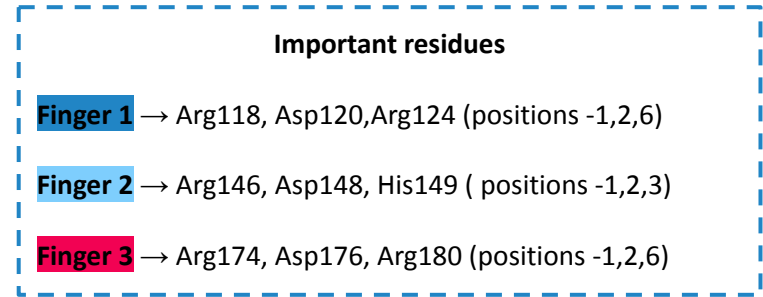 Important residues
Finger 1 → Arg118, Asp120,Arg124 (positions -1,2,6)
Finger 2 → Arg146, Asp148, His149 ( positions -1,2,3)
Finger 3 → Arg174, Asp176, Arg180 (positions -1,2,6)